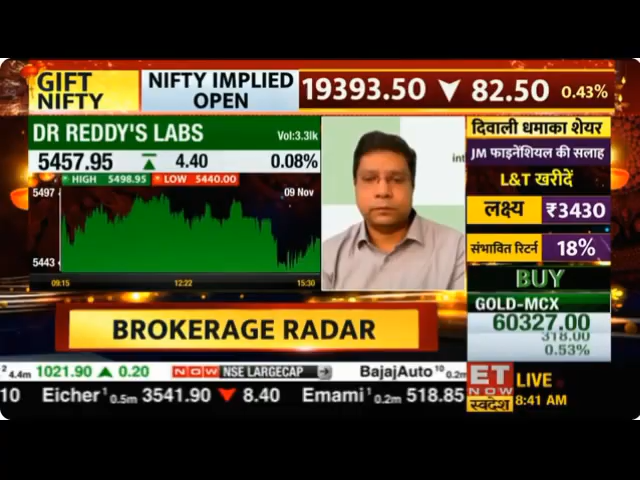 GIFT NIFTY
NIFTY IMPLIED OPEN
19393.50 ▼ 82.50 0.43%
DR REDDY'S LABS Vol:3.3lk
5457.95 ▲ 4.40 0.08%
HIGH 5498.95 LOW 5440.00
5497 09 Nov
5443
09:15 12:22 15:30
int
दिवाली धमाका शेयर
JM फाइनेंशियल की सलाह
L&T खरीदें
लक्ष्य ₹3430
संभावित रिटर्न 18%
BUY
GOLD-MCX
60327.00
318.00
0.53%
BROKERAGE RADAR
2 4.4m 1021.90 ▲ 0.20 NOW NSE LARGECAP BajajAuto 10 0.2m
10 Eicher 0.5m 3541.90 ▼ 8.40 Emami 1 0.2m 518.85
ET NOW स्वदेश
LIVE
8:41 AM